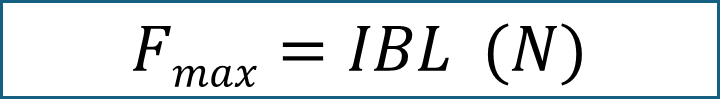 F_max = IBL (N)